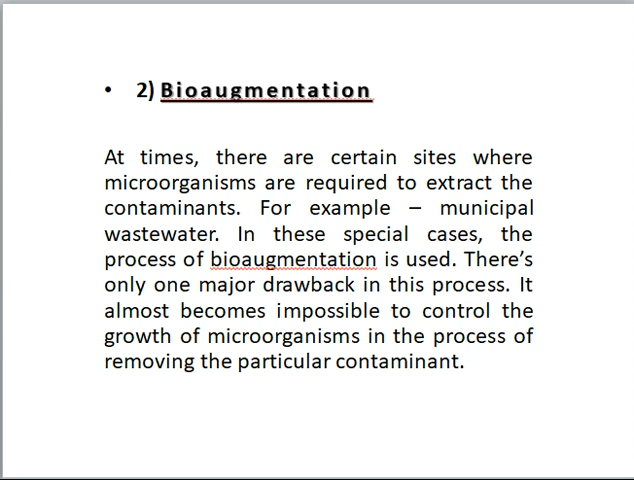 • 2) Bioaugmentation
At times, there are certain sites where
microorganisms are required to extract the
contaminants. For example – municipal
wastewater. In these special cases, the
process of bioaugmentation is used. There’s
only one major drawback in this process. It
almost becomes impossible to control the
growth of microorganisms in the process of
removing the particular contaminant.